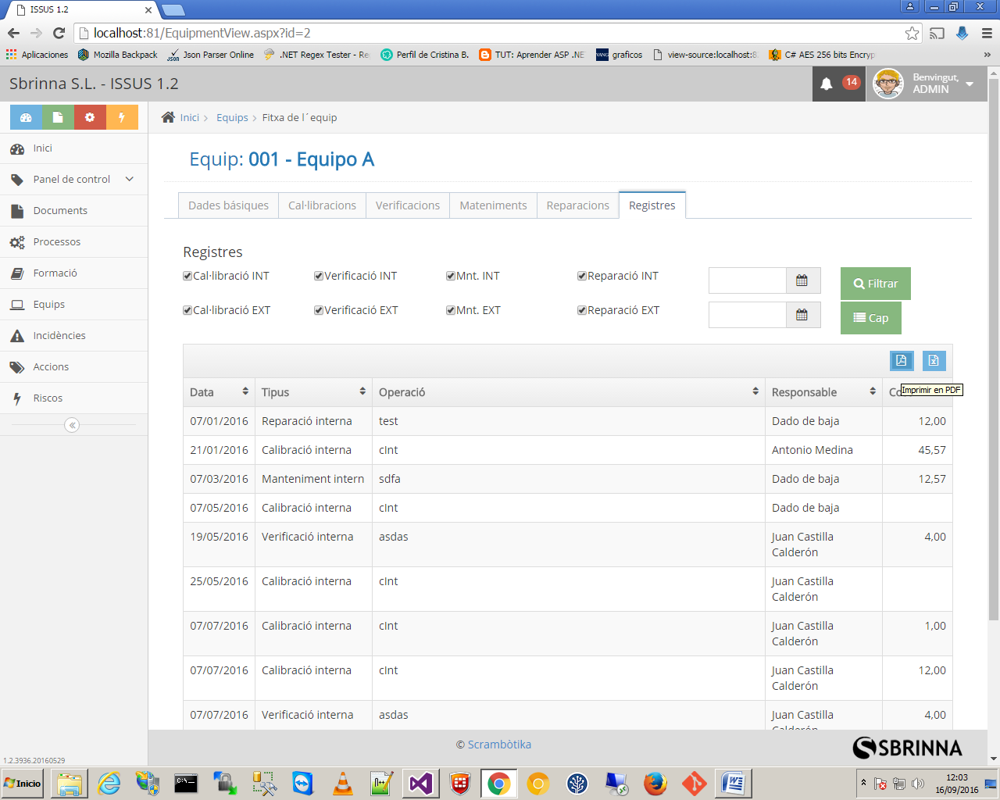 ISSUS 1.2
localhost:81/EquipmentView.aspx?id=2
Aplicaciones Mozilla Backpack Json Parser Online .NET Regex Tester - Re Perfil de Cristina B. TUT: Aprender ASP .NE graficos view-source:localhost:8 C# AES 256 bits Encryp »
Sbrinna S.L. - ISSUS 1.2
14
Benvingut,
ADMIN
Inici
Panel de control
Documents
Processos
Formació
Equips
Incidències
Accions
Riscos
1.2.3936.20160529
Inici > Equips > Fitxa de l´equip
Equip: 001 - Equipo A
Dades básiques Cal·libracions Verificacions Mateniments Reparacions Registres
Registres
Cal·libració INT Verificació INT Mnt. INT Reparació INT Filtrar
Cal·libració EXT Verificació EXT Mnt. EXT Reparació EXT Cap
Imprimir en PDF
Data Tipus Operació Responsable
07/01/2016 Reparació interna test Dado de baja 12,00
21/01/2016 Calibració interna cInt Antonio Medina 45,57
07/03/2016 Manteniment intern sdfa Dado de baja 12,57
07/05/2016 Calibració interna cInt Dado de baja
19/05/2016 Verificació interna asdas Juan Castilla Calderón 4,00
25/05/2016 Calibració interna cInt Juan Castilla Calderón
07/07/2016 Calibració interna cInt Juan Castilla Calderón 1,00
07/07/2016 Calibració interna cInt Juan Castilla Calderón 12,00
07/07/2016 Verificació interna asdas Juan Castilla Calderón 4,00
© Scrambòtika
SBRINNA
Inicio
12:03
16/09/2016